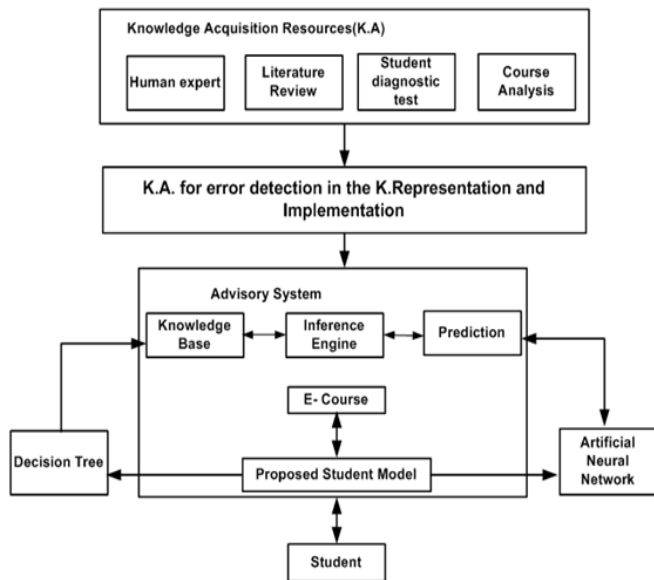 Knowledge Acquisition Resources(K.A)
Human expert
Literature
Review
Student
diagnostic
test
Course
Analysis
K.A. for error detection in the K.Representation and
Implementation
Advisory System
Knowledge
Base
Inference
Engine
Prediction
E- Course
Decision Tree
Proposed Student Model
Artificial
Neural
Network
Student